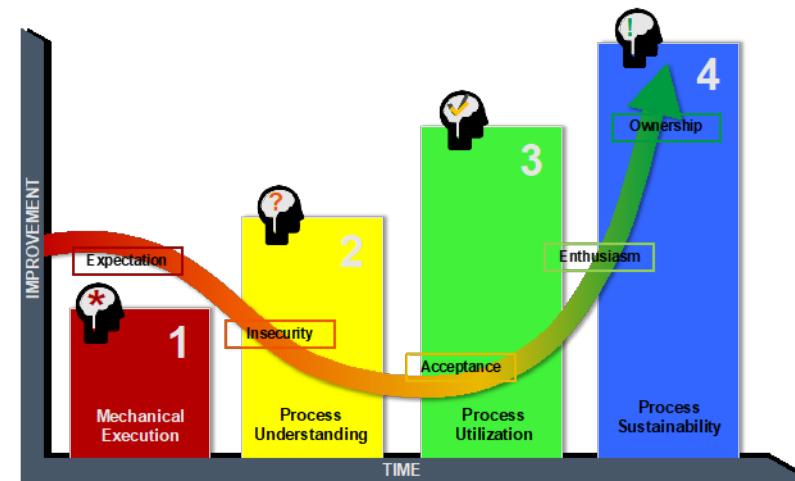 IMPROVEMENT
*
1
Mechanical
Execution
?
2
Process
Understanding
3
Process
Utilization
!
4
Process
Sustainability
Expectation
Insecurity
Acceptance
Enthusiasm
Ownership
TIME